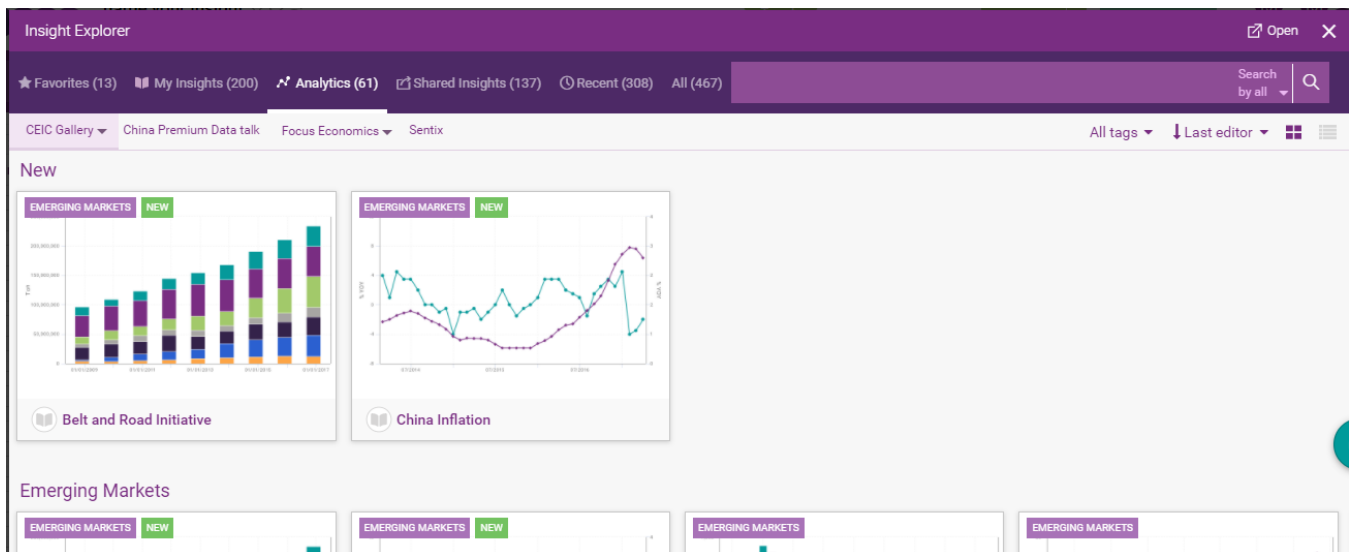 Insight Explorer
Open
Favorites (13)
My Insights (200)
Analytics (61)
Shared Insights (137)
Recent (308)
All (467)
Search
by all
CEIC Gallery
China Premium Data talk
Focus Economics
Sentix
All tags
Last editor
New
EMERGING MARKETS NEW
Belt and Road Initiative
EMERGING MARKETS NEW
China Inflation
Emerging Markets
EMERGING MARKETS NEW
EMERGING MARKETS NEW
EMERGING MARKETS
EMERGING MARKETS